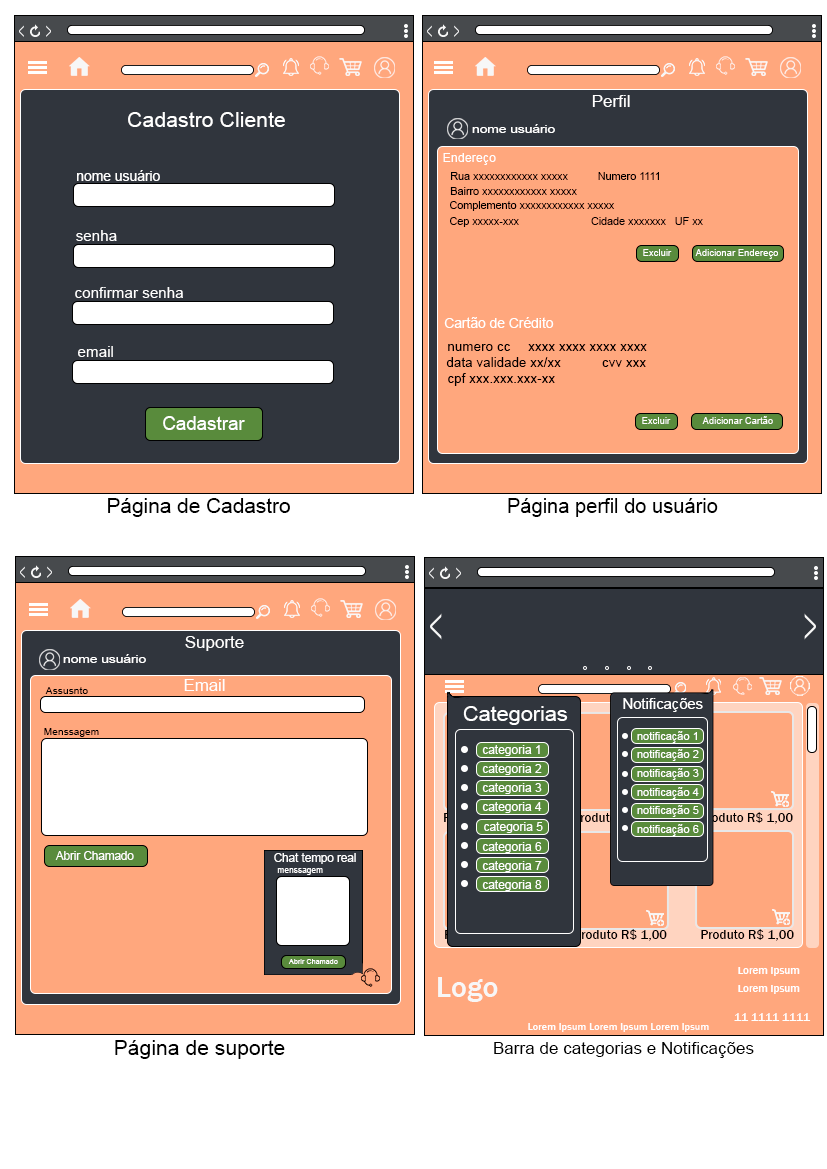 Cadastro Cliente
nome usuário
senha
confirmar senha
email
Cadastrar
Página de Cadastro
Perfil
nome usuário
Endereço
Rua xxxxxxxxxxxx xxxxx Numero 1111
Bairro xxxxxxxxxxxx xxxxx
Complemento xxxxxxxxxxxx xxxxx
Cep xxxxx-xxx Cidade xxxxxxx UF xx
Excluir Adicionar Endereço
Cartão de Crédito
numero cc xxxx xxxx xxxx xxxx
data validade xx/xx cvv xxx
cpf xxx.xxx.xxx-xx
Excluir Adicionar Cartão
Página perfil do usuário
Suporte
nome usuário
Email
Assusnto
Menssagem
Abrir Chamado
Chat tempo real
menssagem
Abrir Chamado
Página de suporte
Categorias
categoria 1
categoria 2
categoria 3
categoria 4
categoria 5
categoria 6
categoria 7
categoria 8
Notificações
notificação 1
notificação 2
notificação 3
notificação 4
notificação 5
notificação 6
P roduto Produto R$ 1,00
P roduto R$ 1,00 Produto R$ 1,00
Logo
Lorem Ipsum
Lorem Ipsum
11 1111 1111
Lorem Ipsum Lorem Ipsum Lorem Ipsum
Barra de categorias e Notificações